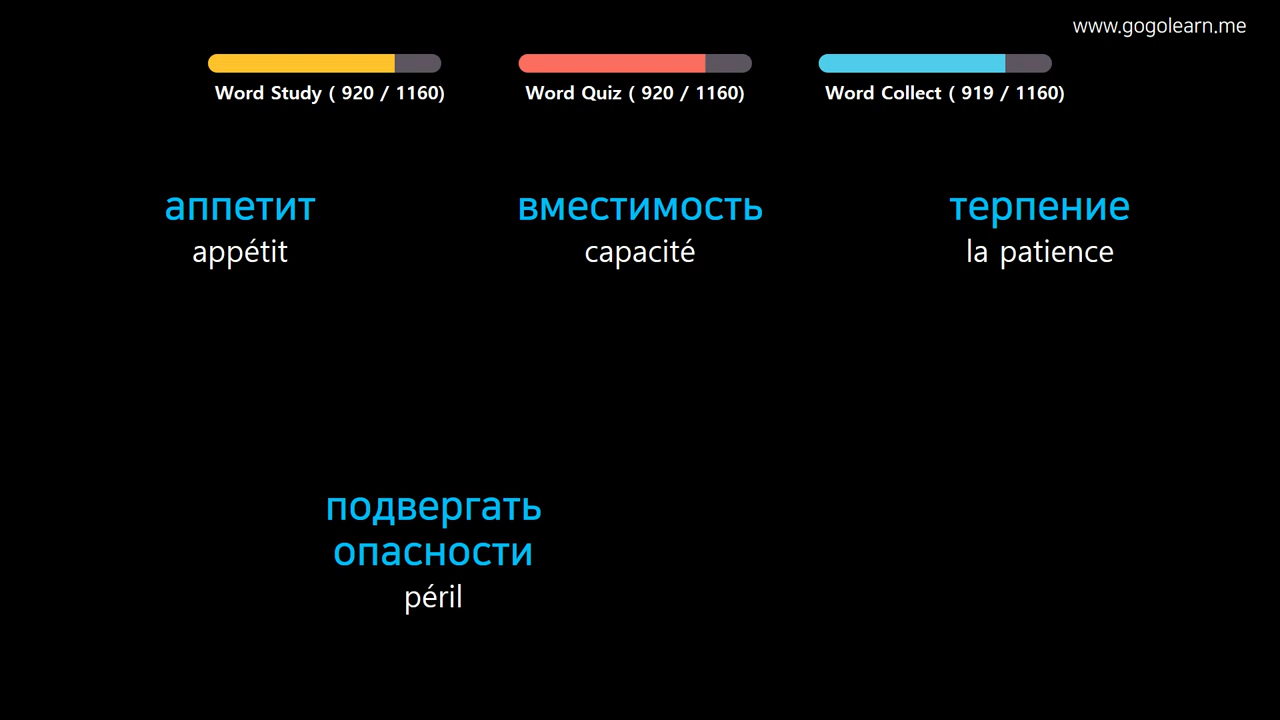 www.gogolearn.me
Word Study ( 920 / 1160)
Word Quiz ( 920 / 1160)
Word Collect ( 919 / 1160)
аппетит
appétit
вместимость
capacité
терпение
la patience
подвергать
опасности
péril